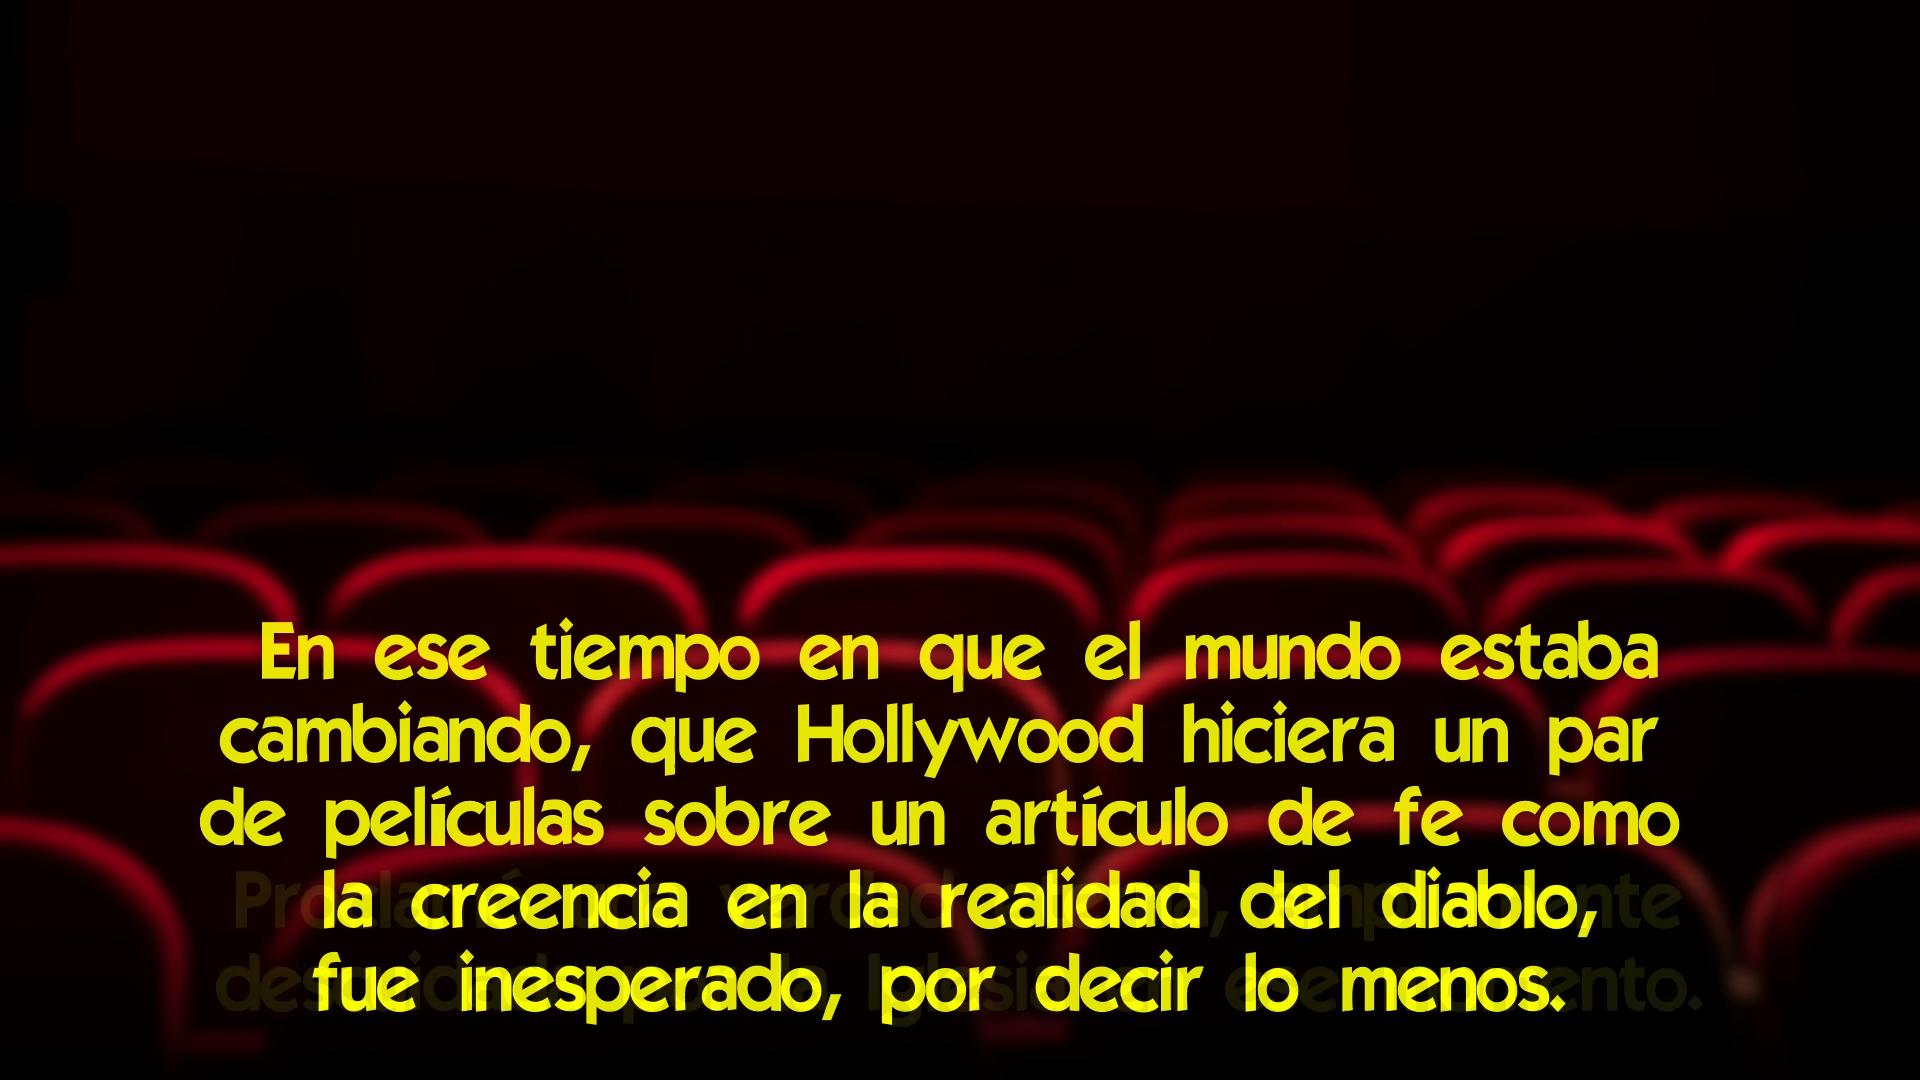 En ese tiempo en que el mundo estaba
cambiando, que Hollywood hiciera un par
de películas sobre un artículo de fe como
la creencia en la realidad del diablo,
fue inesperado, por decir lo menos.